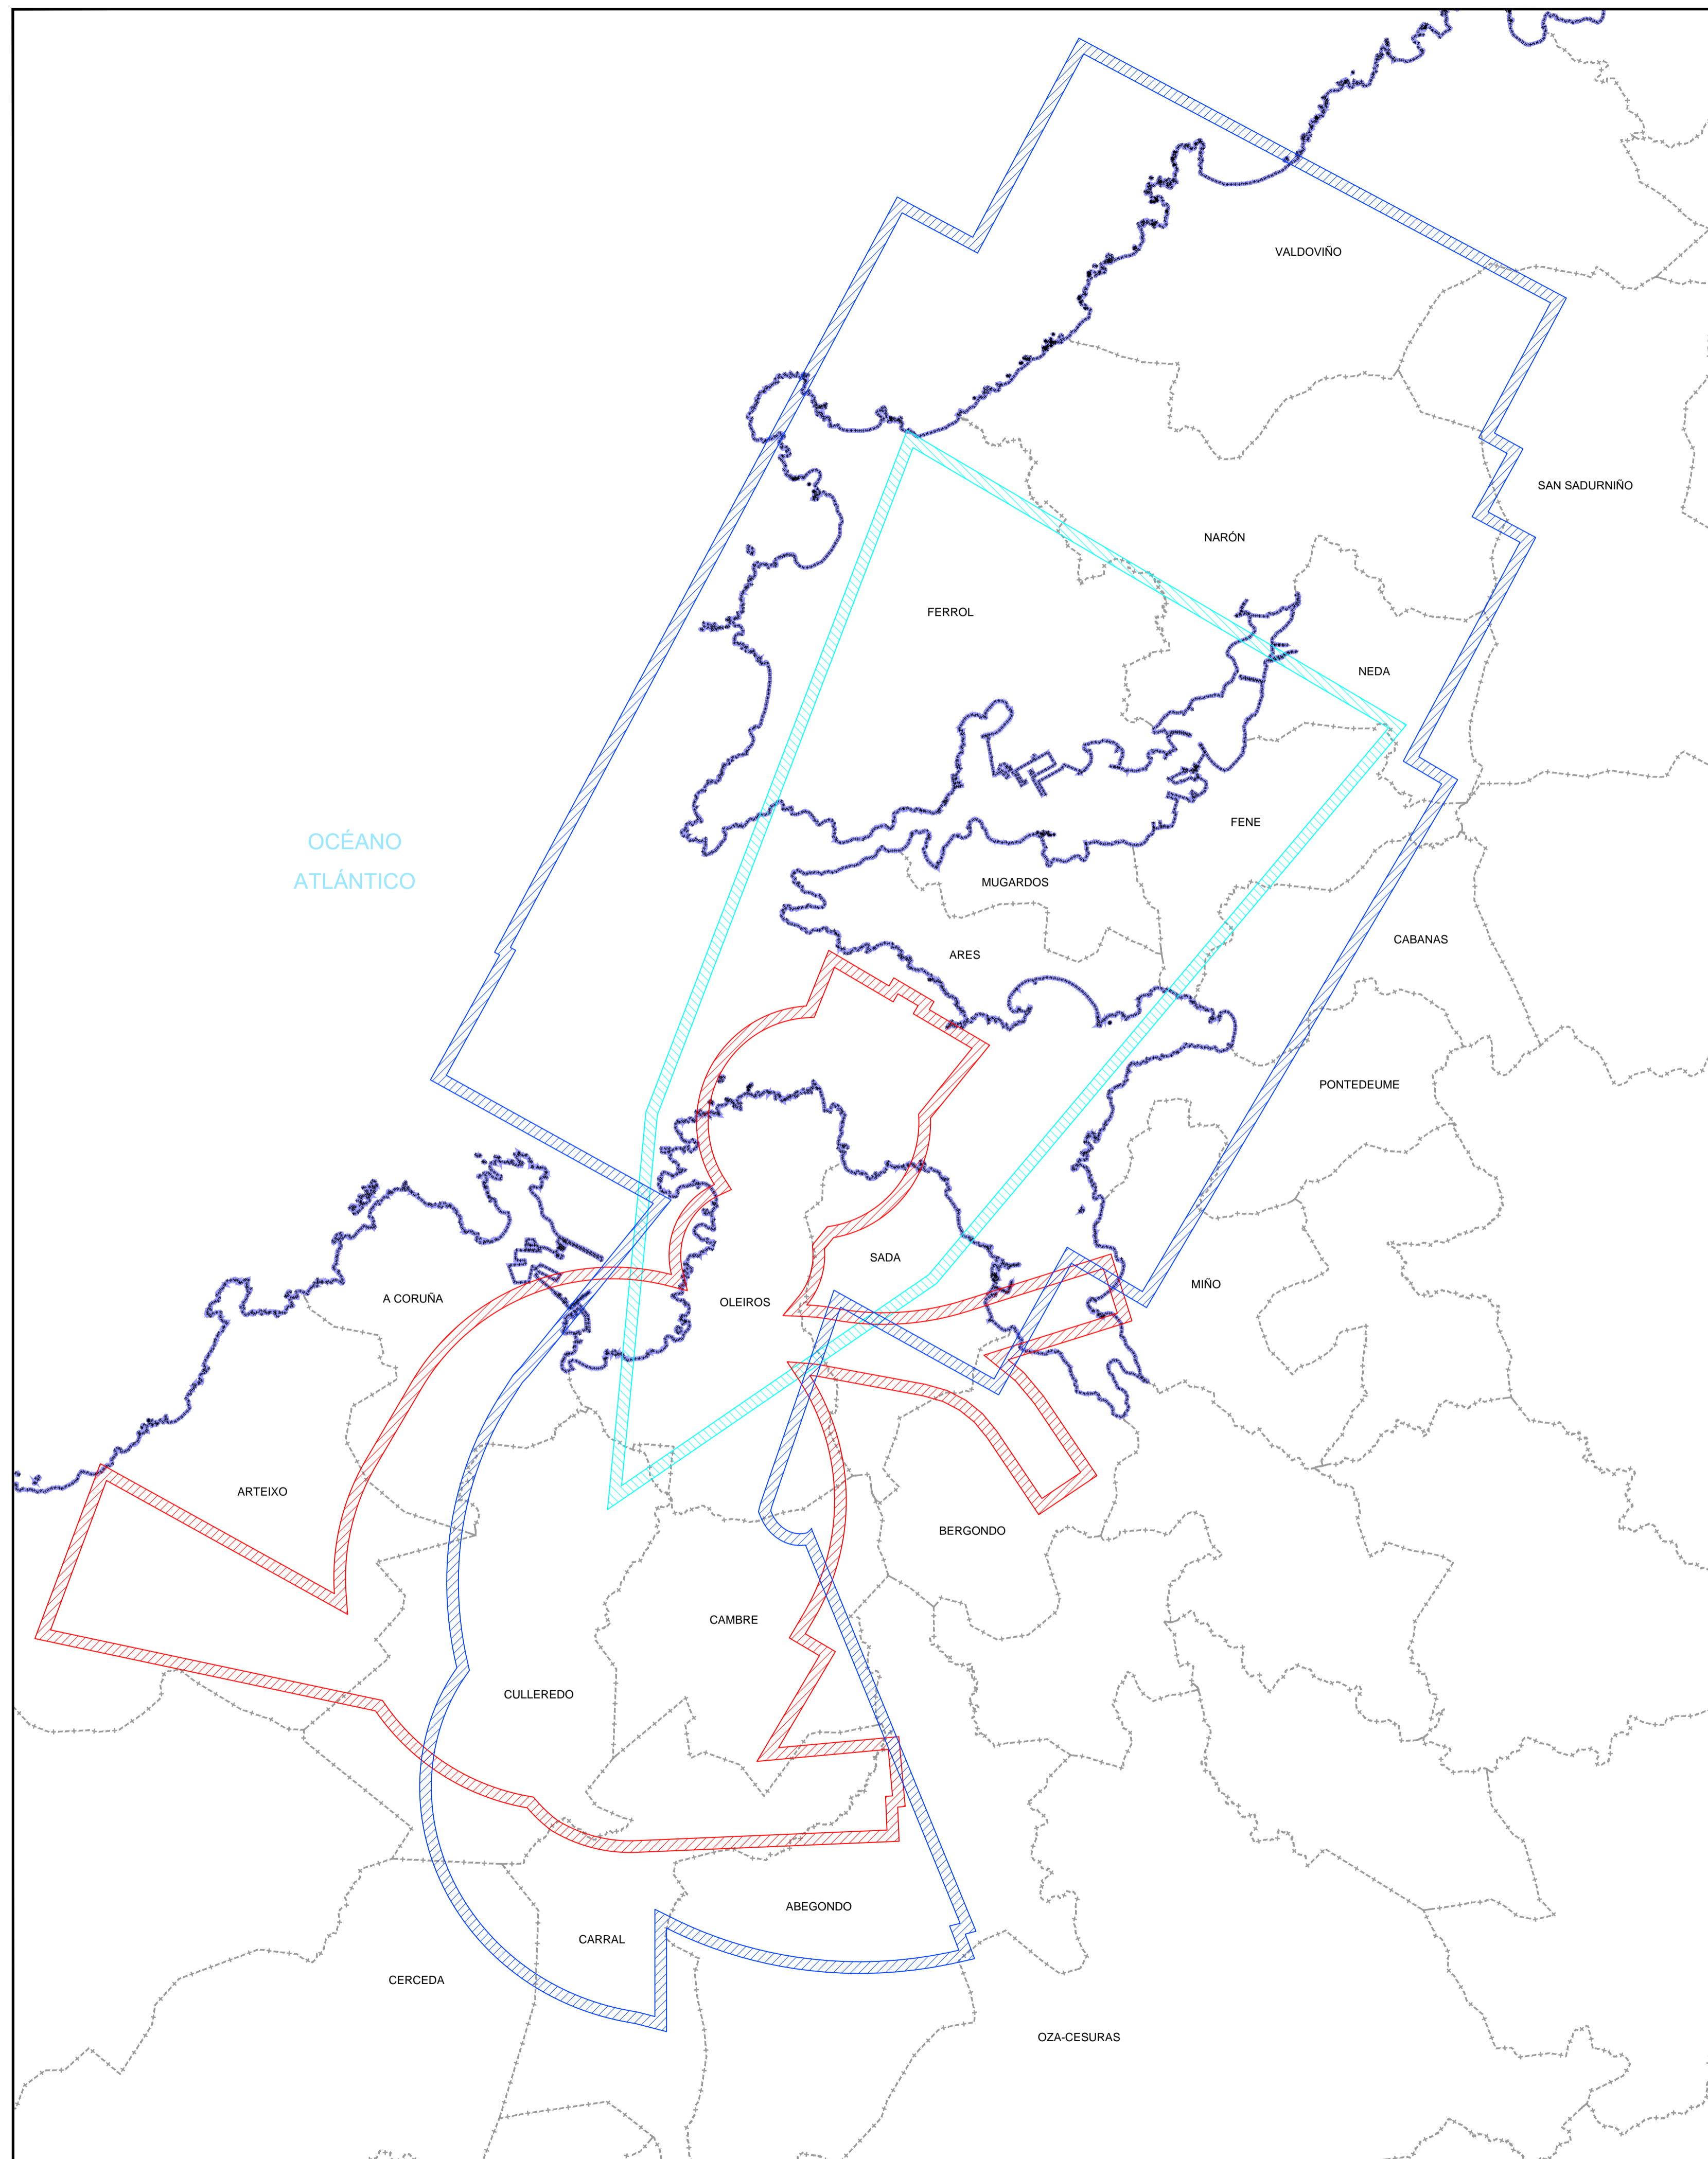 VALDOVIÑO
SAN SADURNIÑO
NARÓN
FERROL
NEDA
FENE
OCÉANO
ATLÁNTICO
MUGARDOS
CABANAS
ARES
PONTEDEUME
SADA
MIÑO
A CORUÑA
OLEIROS
ARTEIXO
BERGONDO
CAMBRE
CULLEREDO
ABEGONDO
CARRAL
CERCEDA
OZA-CESURAS